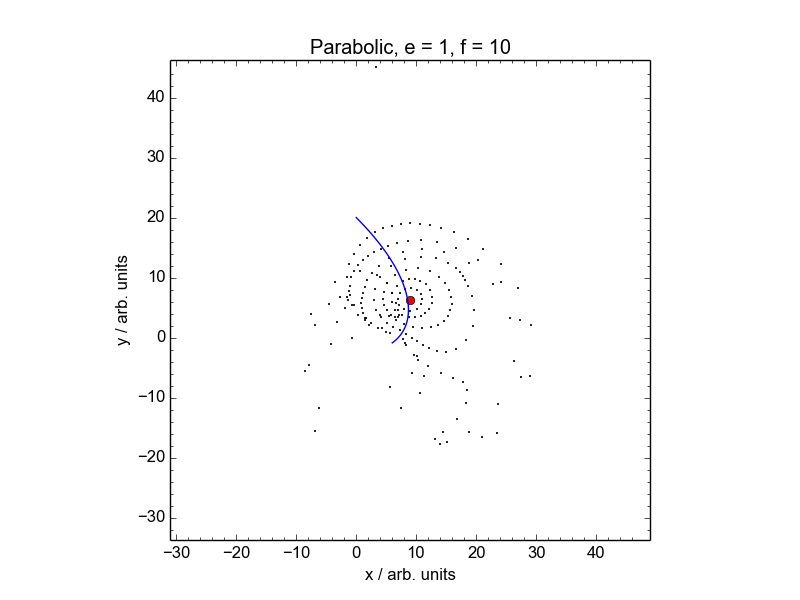 Parabolic, e = 1, f = 10
y / arb. units
40
30
20
10
0
−10
−20
−30
−30 −20 −10 0 10 20 30 40
x / arb. units